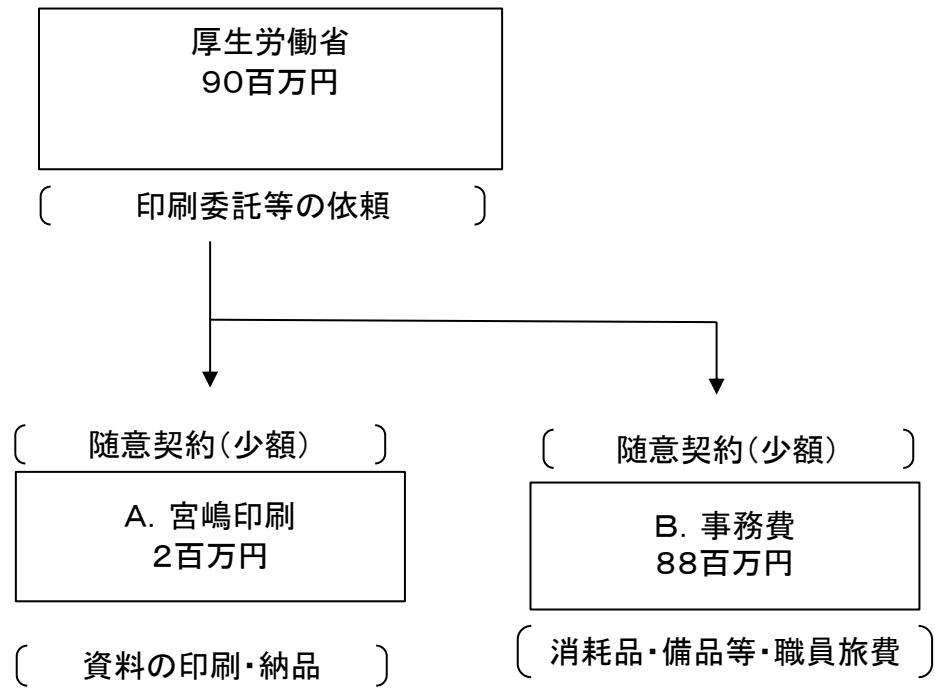 厚生労働省
90百万円
〔 印刷委託等の依頼 〕
〔 随意契約(少額) 〕
A. 宮嶋印刷
2百万円
〔 資料の印刷・納品 〕
〔 随意契約(少額) 〕
B. 事務費
88百万円
〔 消耗品・備品等・職員旅費 〕